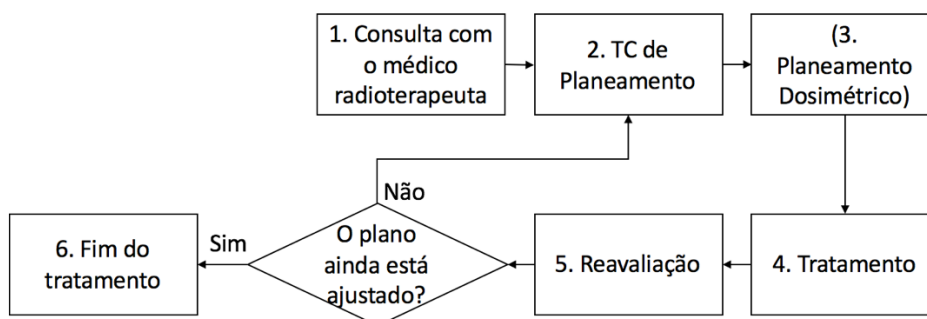 1. Consulta com
o médico
radioterapeuta
2. TC de
Planeamento
(3.
Planeamento
Dosimétrico)
Não
6. Fim do
tratamento
Sim
O plano
ainda está
ajustado?
5. Reavaliação
4. Tratamento